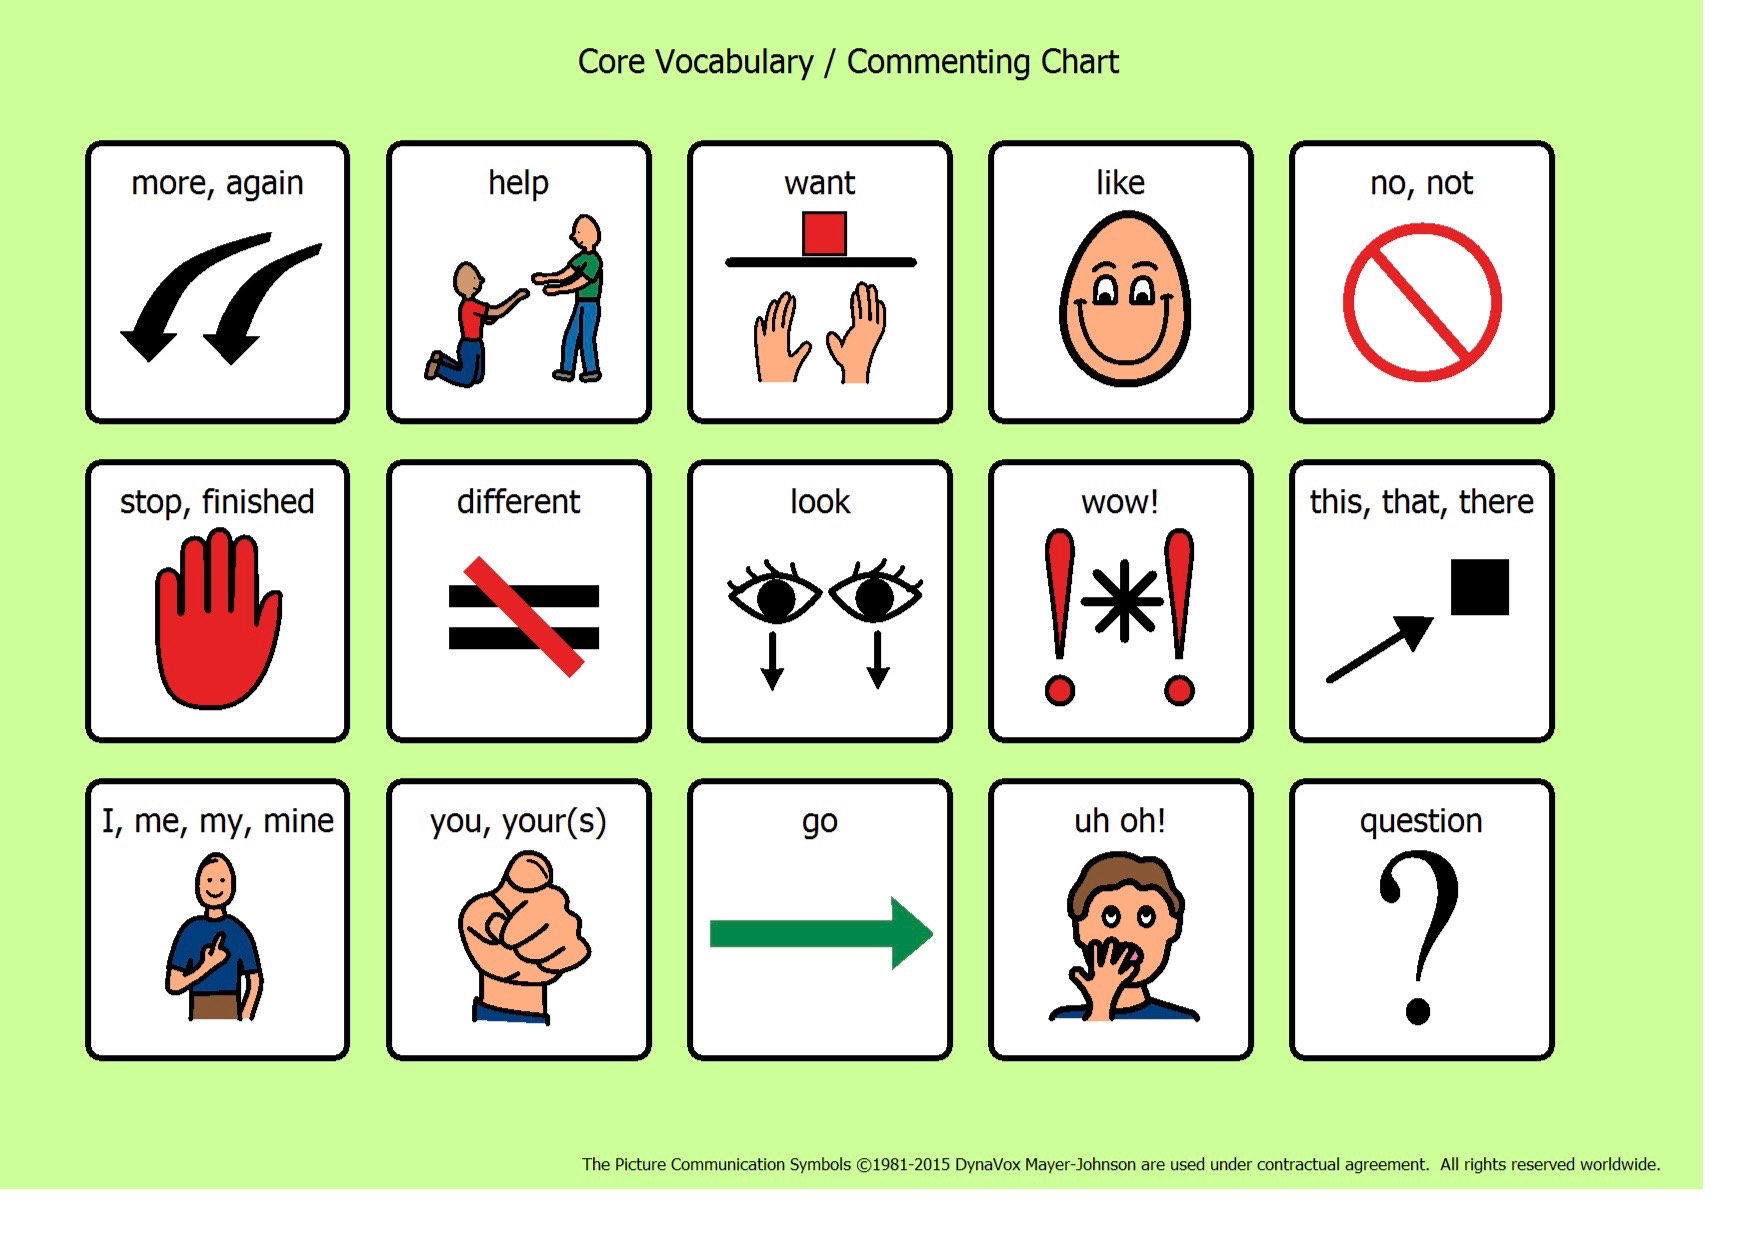 Core Vocabulary / Commenting Chart
more, again
help
want
like
no, not
stop, finished
different
look
wow!
this, that, there
I, me, my, mine
you, your(s)
go
uh oh!
question
The Picture Communication Symbols ©1981-2015 DynaVox Mayer-Johnson are used under contractual agreement. All rights reserved worldwide.